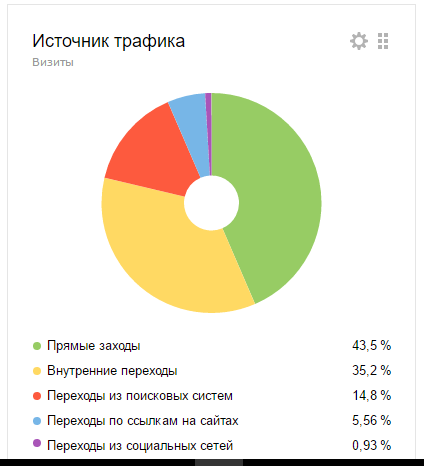 Источник трафика
Визиты
Прямые заходы 43,5 %
Внутренние переходы 35,2 %
Переходы из поисковых систем 14,8 %
Переходы по ссылкам на сайтах 5,56 %
Переходы из социальных сетей 0,93 %